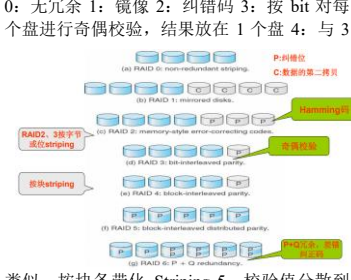 0：无冗余 1：镜像 2：纠错码 3：按 bit 对每
个盘进行奇偶校验，结果放在 1 个盘 4：与 3
P:纠错位
C:数据的第二拷贝
(a) RAID 0: non-redundant striping.
C C C C
(b) RAID 1: mirrored disks.
Hamming码
P P P
(c) RAID 2: memory-style error-correcting codes.
RAID2、3按字节
或位striping
奇偶校验
P
(d) RAID 3: bit-interleaved parity.
按块striping
P
(e) RAID 4: block-interleaved parity.
P P P P P
(f) RAID 5: block-interleaved distributed parity.
P+Q冗余，差错
纠正码
(g) RAID 6: P + Q redundancy.
类似，按块条带化 Striping 5：校验值分散到